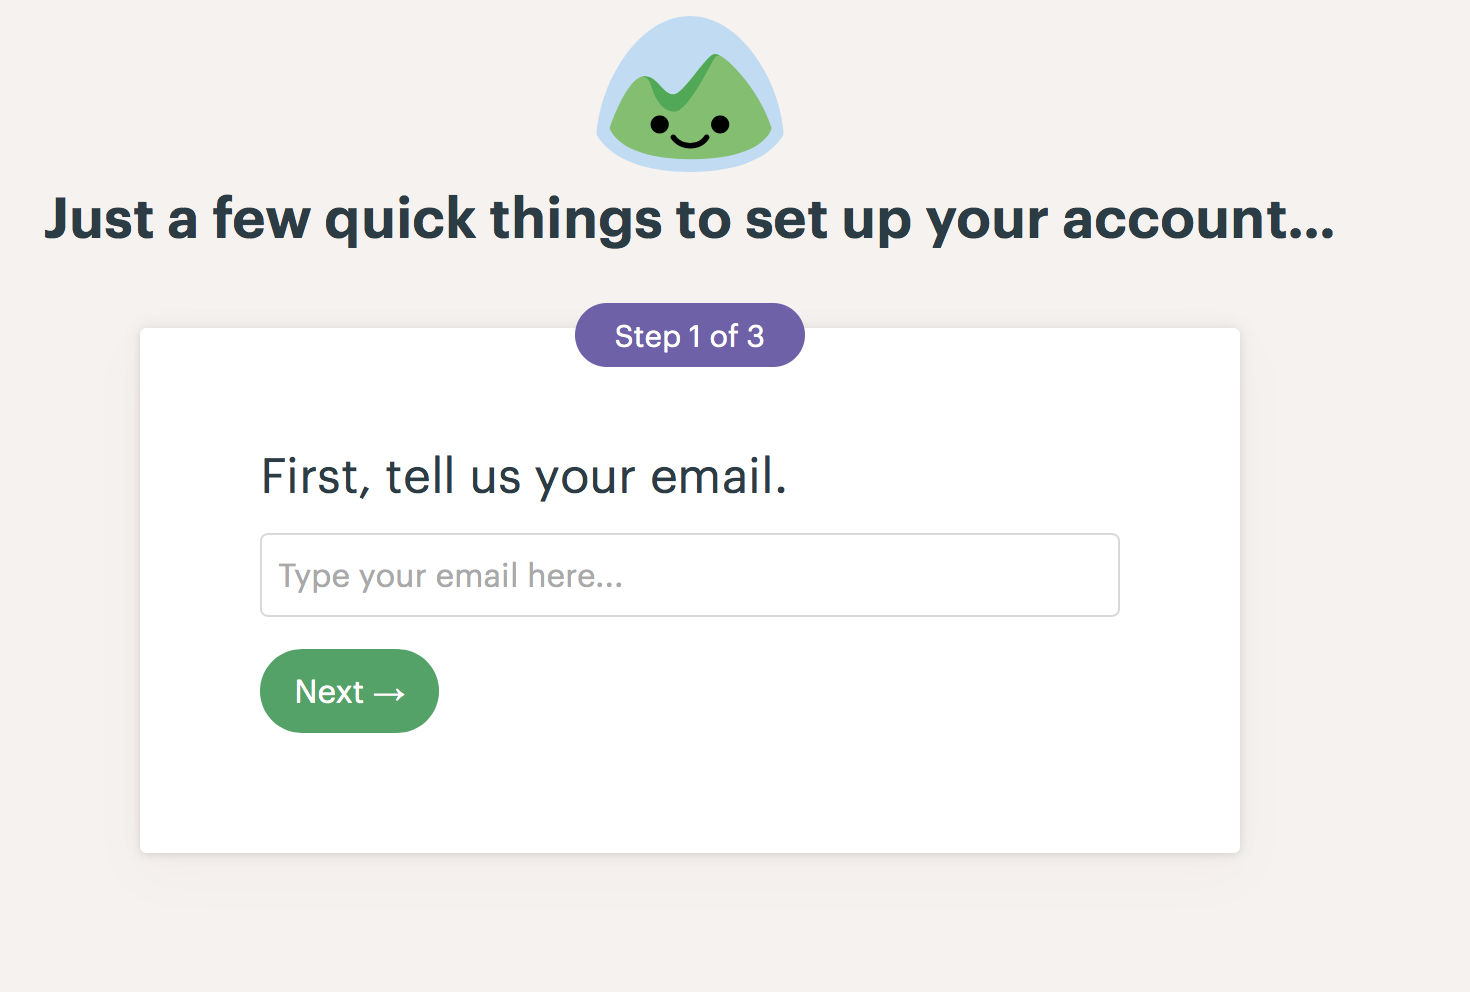 Just a few quick things to set up your account...
Step 1 of 3
First, tell us your email.
Type your email here...
Next →